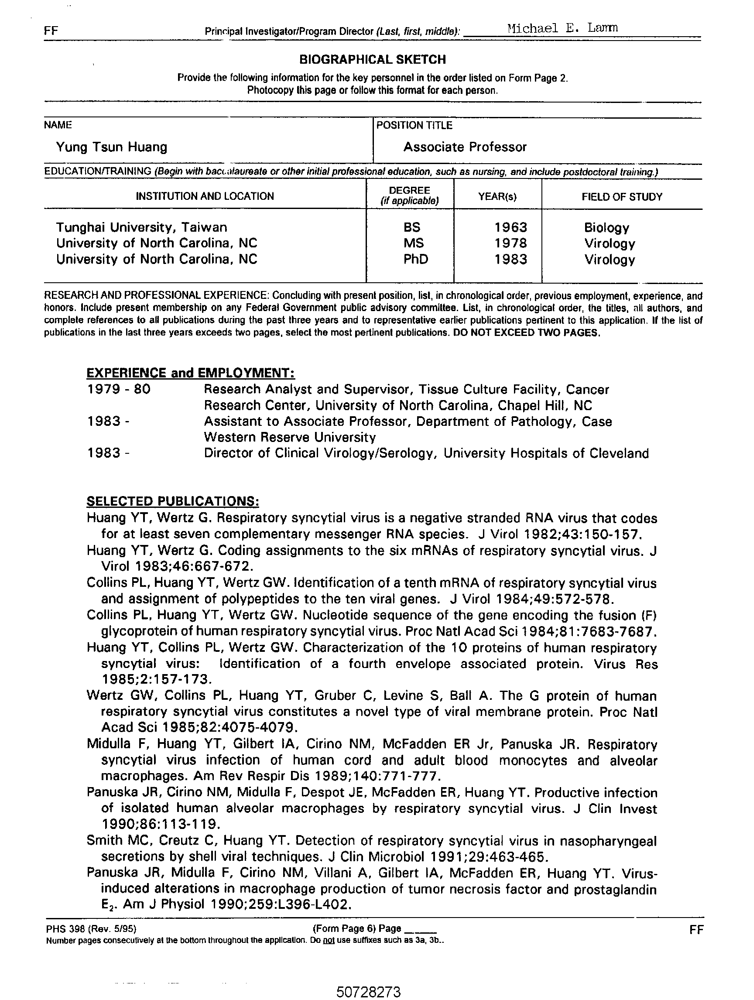 FF Principal Investigator/Program Director (Last, first, middle): Michael E. Lamm
BIOGRAPHICAL SKETCH
Provide the following information for the key personnel in the order listed on Form Page 2.
Photocopy this page or follow this format for each person.
NAME POSITION TITLE
Yung Tsun Huang Associate Professor
EDUCATION/TRAINING (Begin with baccalaureate or other initial professional education, such as nursing, and include postdoctoral training.)
INSTITUTION AND LOCATION DEGREE (if applicable) YEAR(s) FIELD OF STUDY
Tunghai University, Taiwan BS 1963 Biology
University of North Carolina, NC MS 1978 Virology
University of North Carolina, NC PhD 1983 Virology
RESEARCH AND PROFESSIONAL EXPERIENCE: Concluding with present position, list, in chronological order, previous employment, experience, and
honors. Include present membership on any Federal Government public advisory committee. List, in chronological order, the titles, all authors, and
complete references to all publications during the past three years and to representative earlier publications pertinent to this application. If the list of
publications in the last three years exceeds two pages, select the most pertinent publications. DO NOT EXCEED TWO PAGES.
EXPERIENCE and EMPLOYMENT:
1979 - 80 Research Analyst and Supervisor, Tissue Culture Facility, Cancer
Research Center, University of North Carolina, Chapel Hill, NC
1983 - Assistant to Associate Professor, Department of Pathology, Case
Western Reserve University
1983 - Director of Clinical Virology/Serology, University Hospitals of Cleveland
SELECTED PUBLICATIONS:
Huang YT, Wertz G. Respiratory syncytial virus is a negative stranded RNA virus that codes
for at least seven complementary messenger RNA species. J Virol 1982;43:150-157.
Huang YT, Wertz G. Coding assignments to the six mRNAs of respiratory syncytial virus. J
Virol 1983;46:667-672.
Collins PL, Huang YT, Wertz GW. Identification of a tenth mRNA of respiratory syncytial virus
and assignment of polypeptides to the ten viral genes. J Virol 1984;49:572-578.
Collins PL, Huang YT, Wertz GW. Nucleotide sequence of the gene encoding the fusion (F)
glycoprotein of human respiratory syncytial virus. Proc Natl Acad Sci 1984;81:7683-7687.
Huang YT, Collins PL, Wertz GW. Characterization of the 10 proteins of human respiratory
syncytial virus: Identification of a fourth envelope associated protein. Virus Res
1985;2:157-173.
Wertz GW, Collins PL, Huang YT, Gruber C, Levine S, Ball A. The G protein of human
respiratory syncytial virus constitutes a novel type of viral membrane protein. Proc Natl
Acad Sci 1985;82:4075-4079.
Midulla F, Huang YT, Gilbert IA, Cirino NM, McFadden ER Jr, Panuska JR. Respiratory
syncytial virus infection of human cord and adult blood monocytes and alveolar
macrophages. Am Rev Respir Dis 1989;140:771-777.
Panuska JR, Cirino NM, Midulla F, Despot JE, McFadden ER, Huang YT. Productive infection
of isolated human alveolar macrophages by respiratory syncytial virus. J Clin Invest
1990;86:113-119.
Smith MC, Creutz C, Huang YT. Detection of respiratory syncytial virus in nasopharyngeal
secretions by shell viral techniques. J Clin Microbiol 1991;29:463-465.
Panuska JR, Midulla F, Cirino NM, Villani A, Gilbert IA, McFadden ER, Huang YT. Virus-
induced alterations in macrophage production of tumor necrosis factor and prostaglandin
E₂. Am J Physiol 1990;259:L396-L402.
PHS 398 (Rev. 5/95) (Form Page 6) Page _____ FF
Number pages consecutively at the bottom throughout the application. Do not use suffixes such as 3a, 3b..
50728273